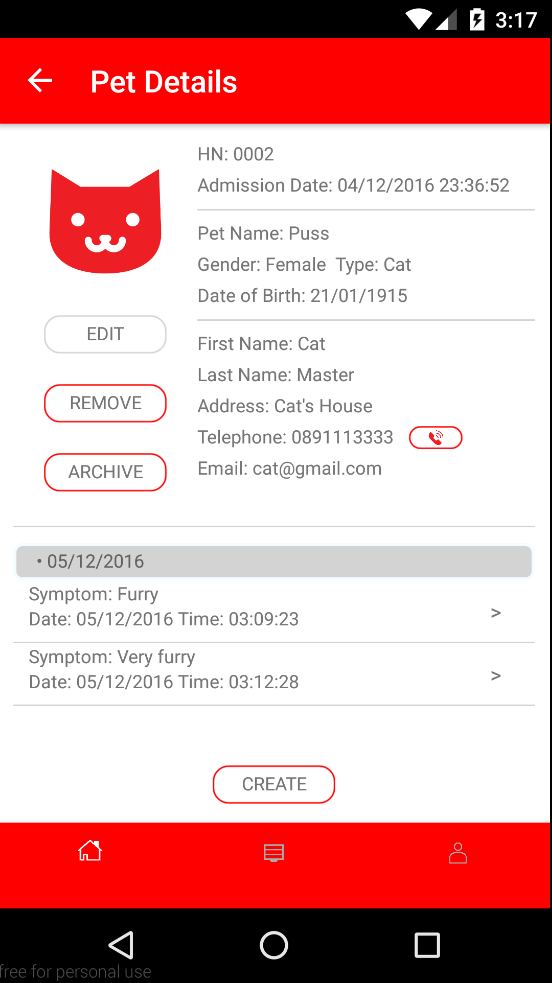 3:17
Pet Details
HN: 0002
Admission Date: 04/12/2016 23:36:52
Pet Name: Puss
Gender: Female  Type: Cat
Date of Birth: 21/01/1915
EDIT
First Name: Cat
Last Name: Master
REMOVE
Address: Cat's House
Telephone: 0891113333
ARCHIVE
Email: cat@gmail.com
• 05/12/2016
Symptom: Furry
Date: 05/12/2016 Time: 03:09:23
>
Symptom: Very furry
Date: 05/12/2016 Time: 03:12:28
>
CREATE
free for personal use